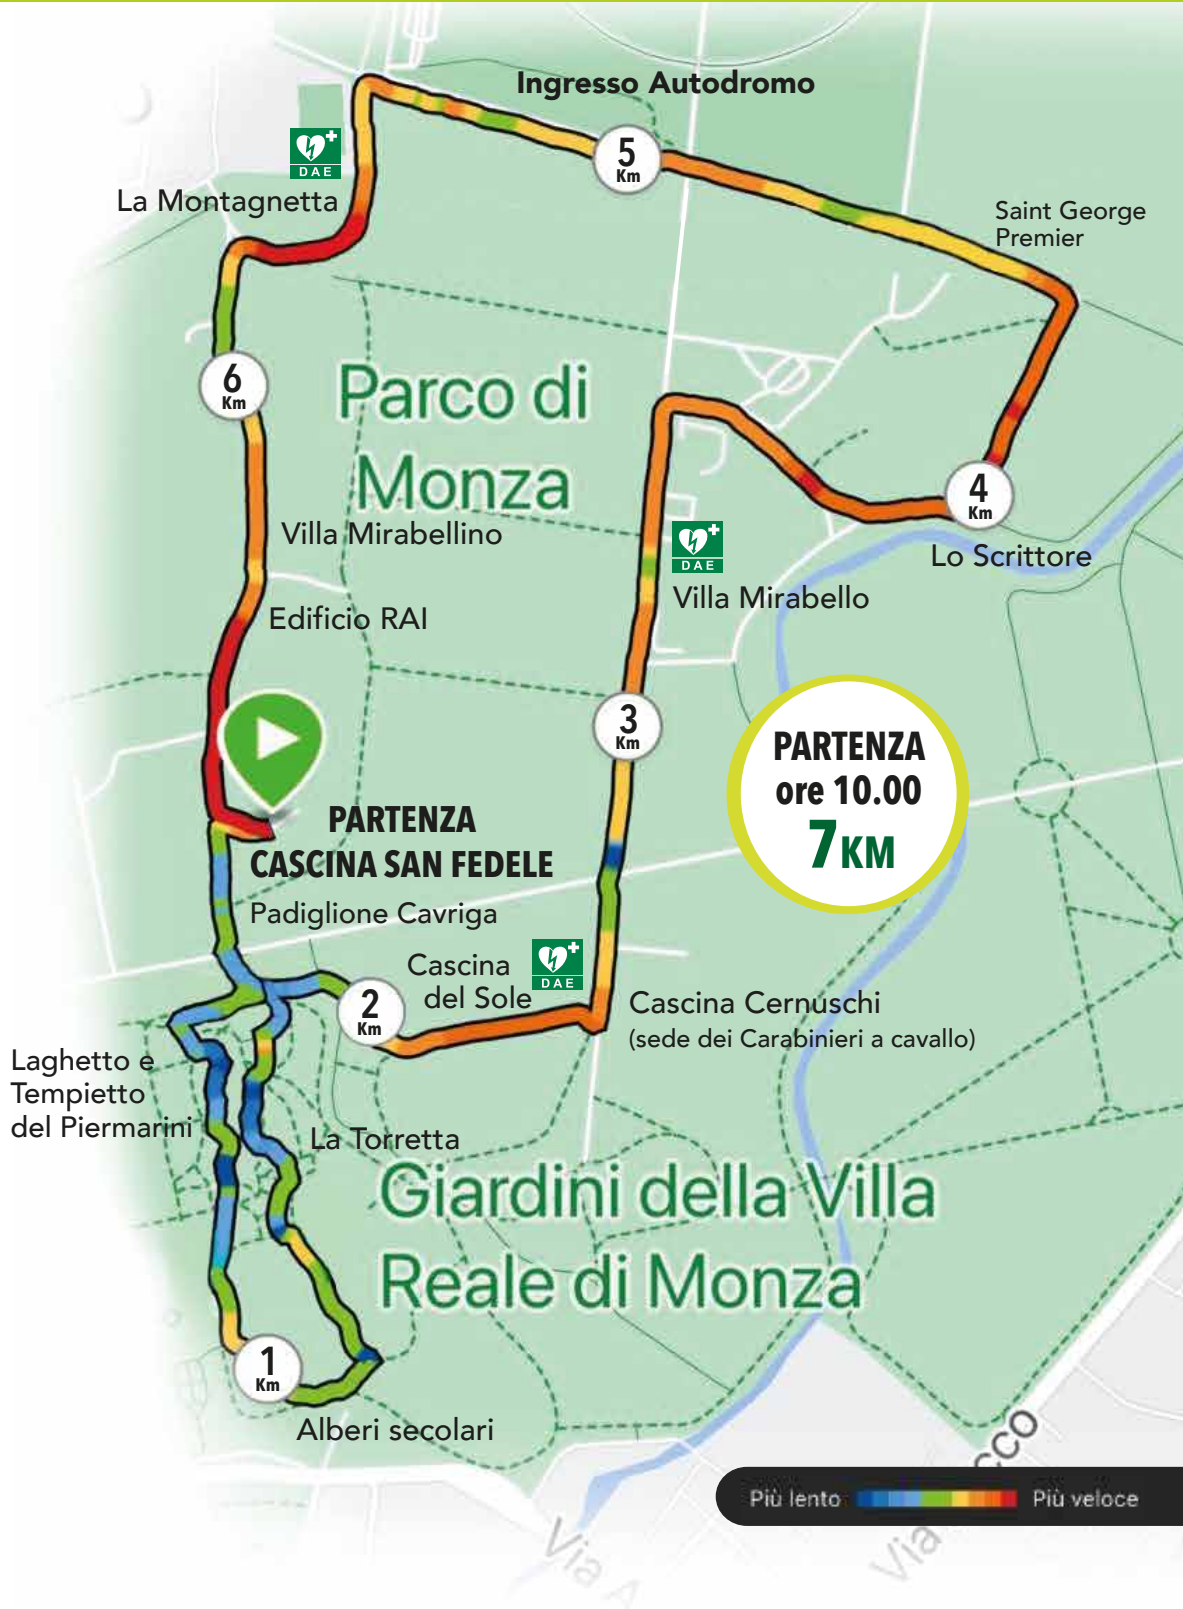 Ingresso Autodromo
5
Km
DAE
La Montagnetta
Saint George
Premier
6
Km
Parco di
Monza
4
Km
Villa Mirabellino
DAE
Lo Scrittore
Villa Mirabello
Edificio RAI
3
Km
PARTENZA
ore 10.00
7KM
PARTENZA
CASCINA SAN FEDELE
Padiglione Cavriga
Cascina
del Sole
DAE
2
Km
Cascina Cernuschi
(sede dei Carabinieri a cavallo)
Laghetto e
Tempietto
del Piermarini
La Torretta
Giardini della Villa
Reale di Monza
1
Km
Alberi secolari
Più lento
Più veloce
Via A
Via
cco